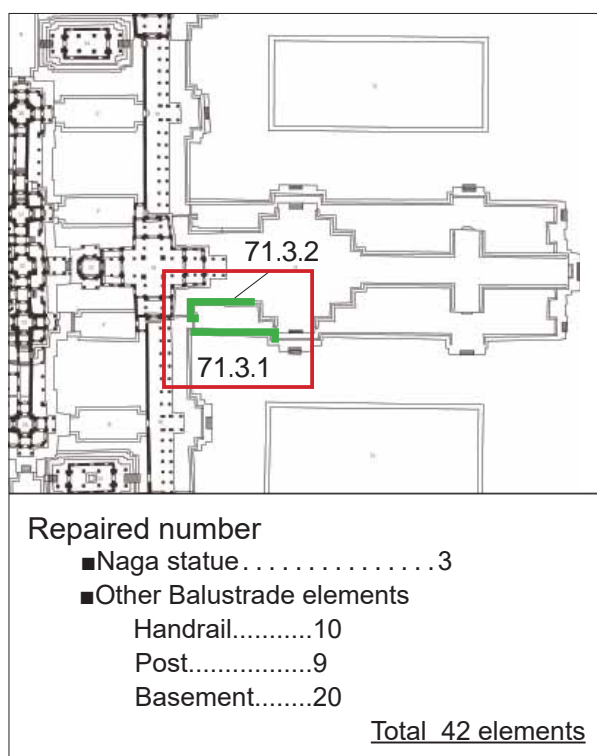 71.3.2
71.3.1
Repaired number
■Naga statue...............3
■Other Balustrade elements
Handrail...........10
Post.................9
Basement........20
Total 42 elements